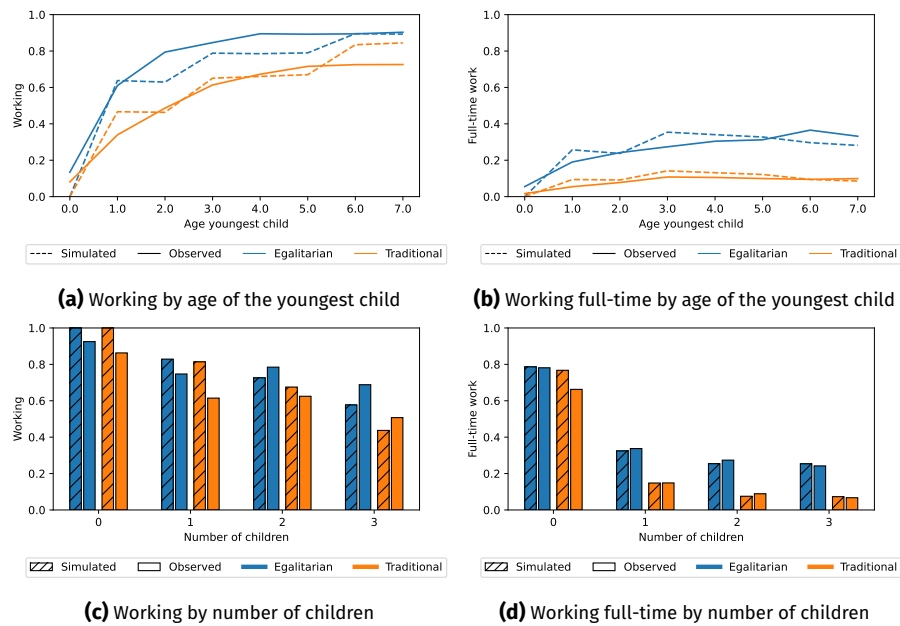 1.0
0.8
0.6
0.4
0.2
0.0
Working
0.0 1.0 2.0 3.0 4.0 5.0 6.0 7.0
Age youngest child
Simulated Observed Egalitarian Traditional
(a) Working by age of the youngest child
1.0
0.8
0.6
0.4
0.2
0.0
Full-time work
0.0 1.0 2.0 3.0 4.0 5.0 6.0 7.0
Age youngest child
Simulated Observed Egalitarian Traditional
(b) Working full-time by age of the youngest child
1.0
0.8
0.6
0.4
0.2
0.0
Working
0 1 2 3
Number of children
Simulated Observed Egalitarian Traditional
(c) Working by number of children
1.0
0.8
0.6
0.4
0.2
0.0
Full-time work
0 1 2 3
Number of children
Simulated Observed Egalitarian Traditional
(d) Working full-time by number of children